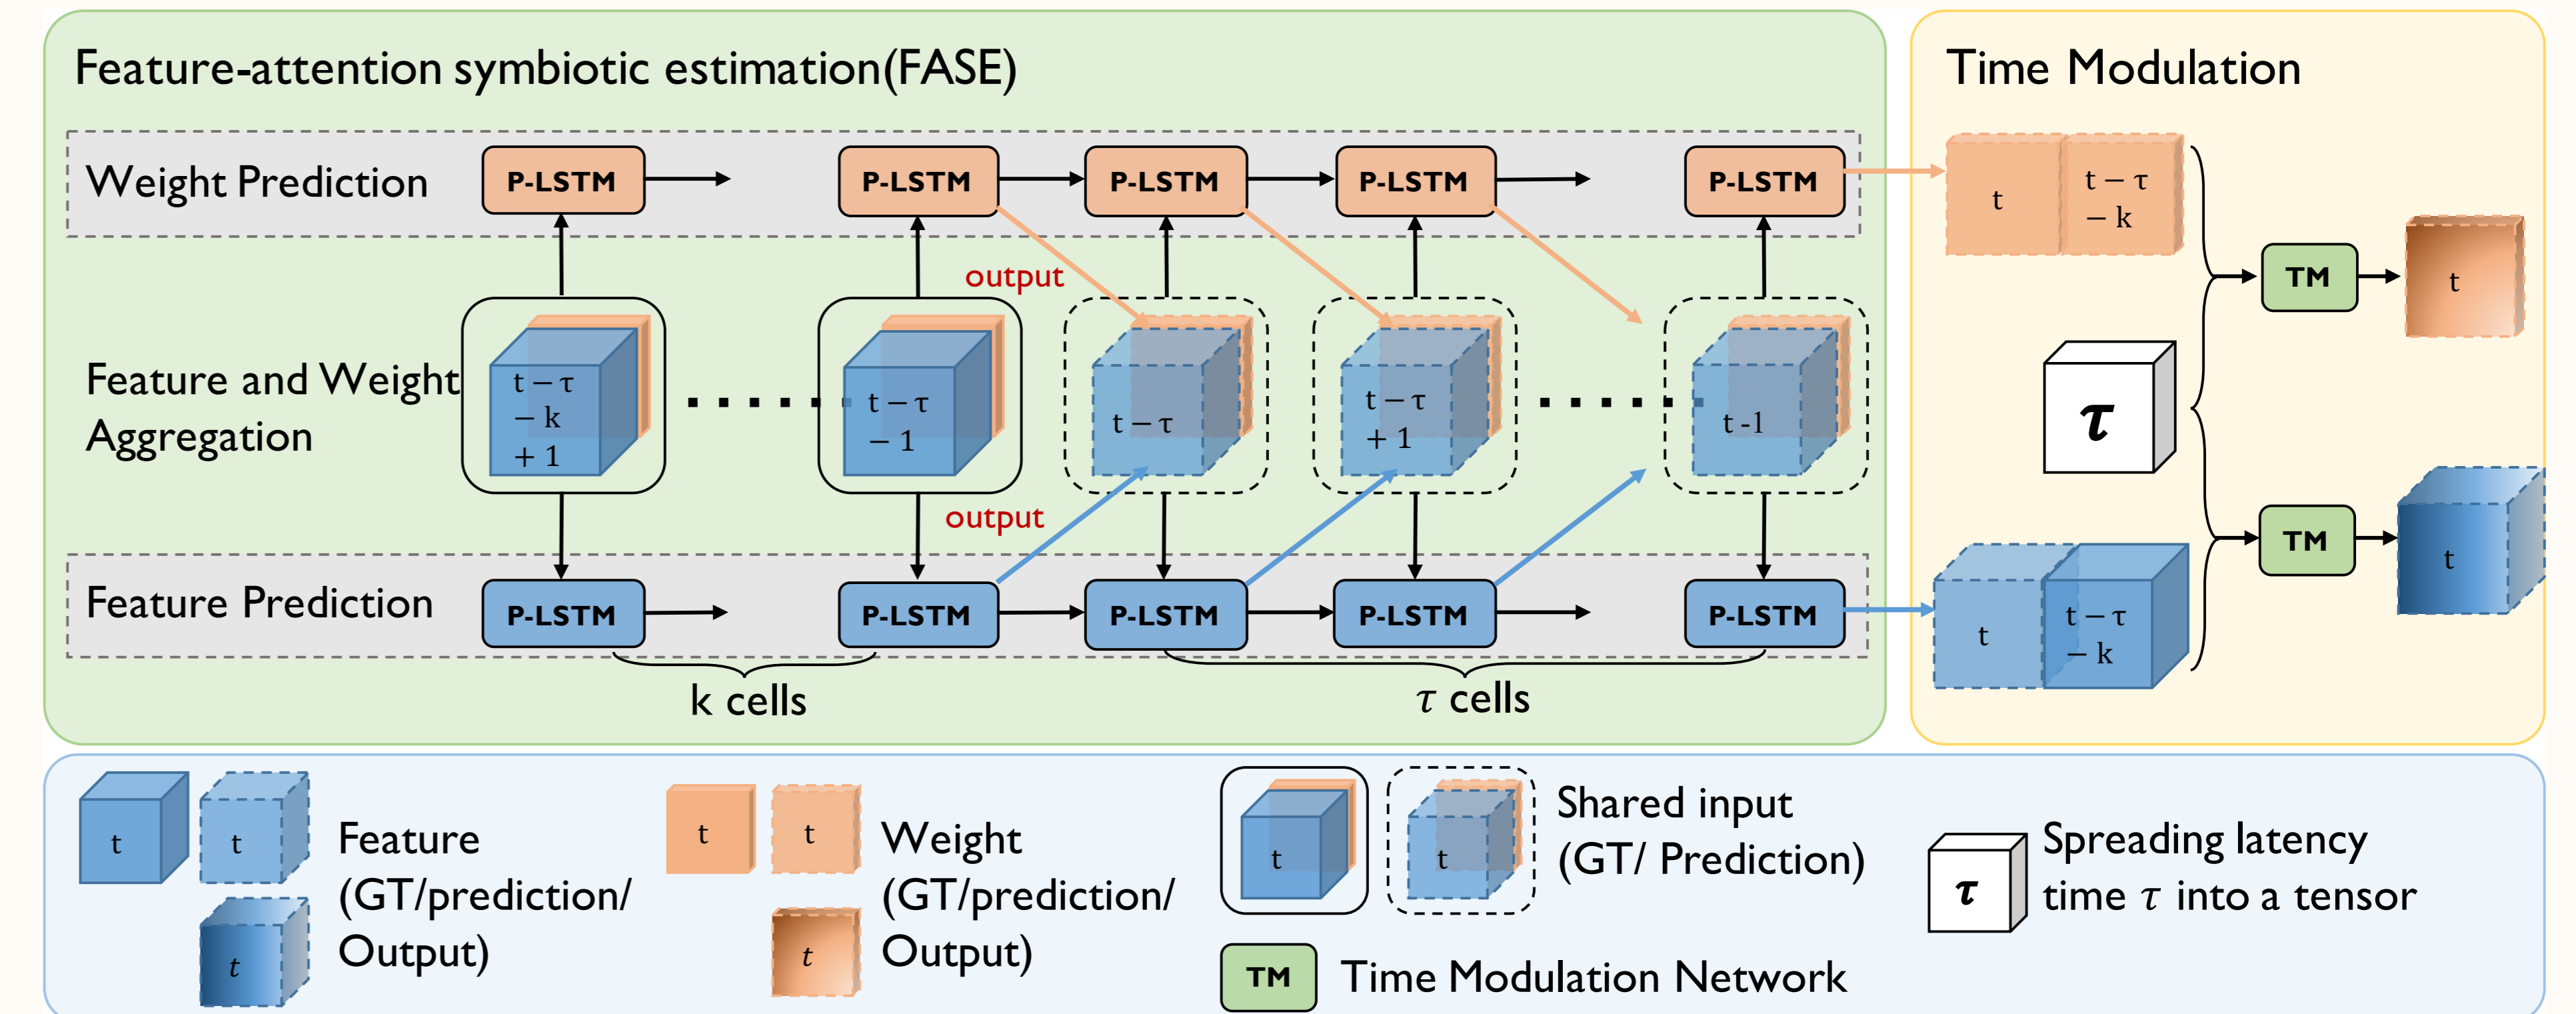 Feature-attention symbiotic estimation(FASE)
Time Modulation
Weight Prediction
P-LSTM
P-LSTM
P-LSTM
P-LSTM
P-LSTM
t
t − τ
− k
t
output
TM
Feature and Weight
Aggregation
t − τ
− k
+ 1
t − τ
− 1
t − τ
t − τ
+ 1
t -1
τ
output
TM
t
Feature Prediction
P-LSTM
P-LSTM
P-LSTM
P-LSTM
P-LSTM
t
t − τ
− k
k cells
τ cells
t
t
t
Feature
(GT/prediction/
Output)
t
t
t
Weight
(GT/prediction/
Output)
t
t
Shared input
(GT/ Prediction)
TM
Time Modulation Network
τ
Spreading latency
time τ into a tensor